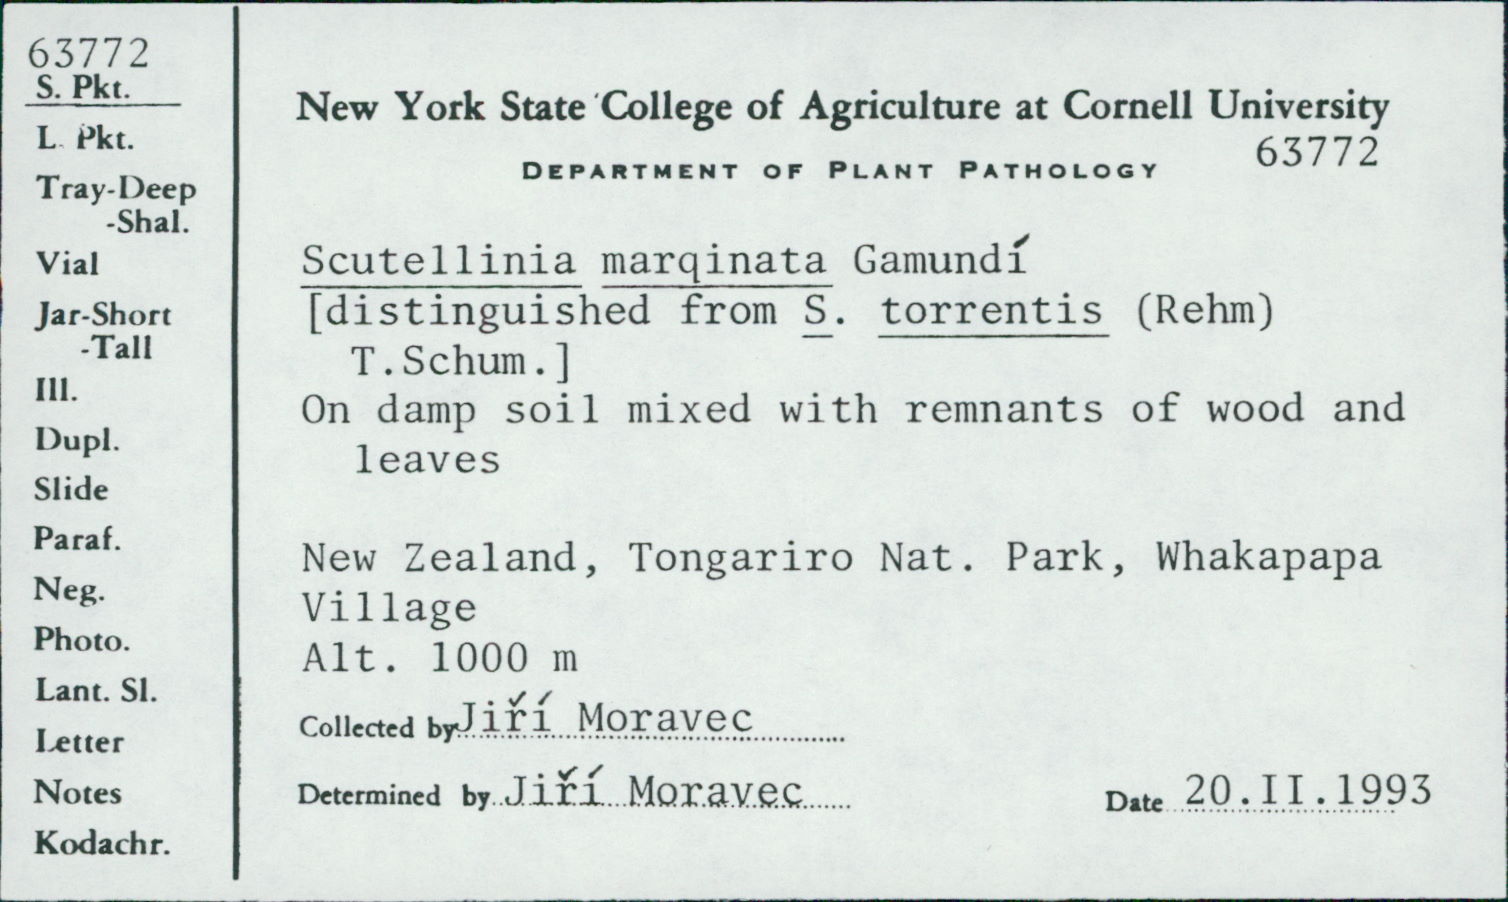 63772
S. Pkt.
L. Pkt.
Tray-Deep
-Shal.
Vial
Jar-Short
-Tall
Ill.
Dupl.
Slide
Paraf.
Neg.
Photo.
Lant. Sl.
Letter
Notes
Kodachr.
New York State College of Agriculture at Cornell University
63772
DEPARTMENT OF PLANT PATHOLOGY
Scutellinia marginata Gamundí
[distinguished from S. torrentis (Rehm)
T.Schum.]
On damp soil mixed with remnants of wood and
leaves
New Zealand, Tongariro Nat. Park, Whakapapa
Village
Alt. 1000 m
Collected by Jiří Moravec
Determined by Jiří Moravec Date 20.II.1993